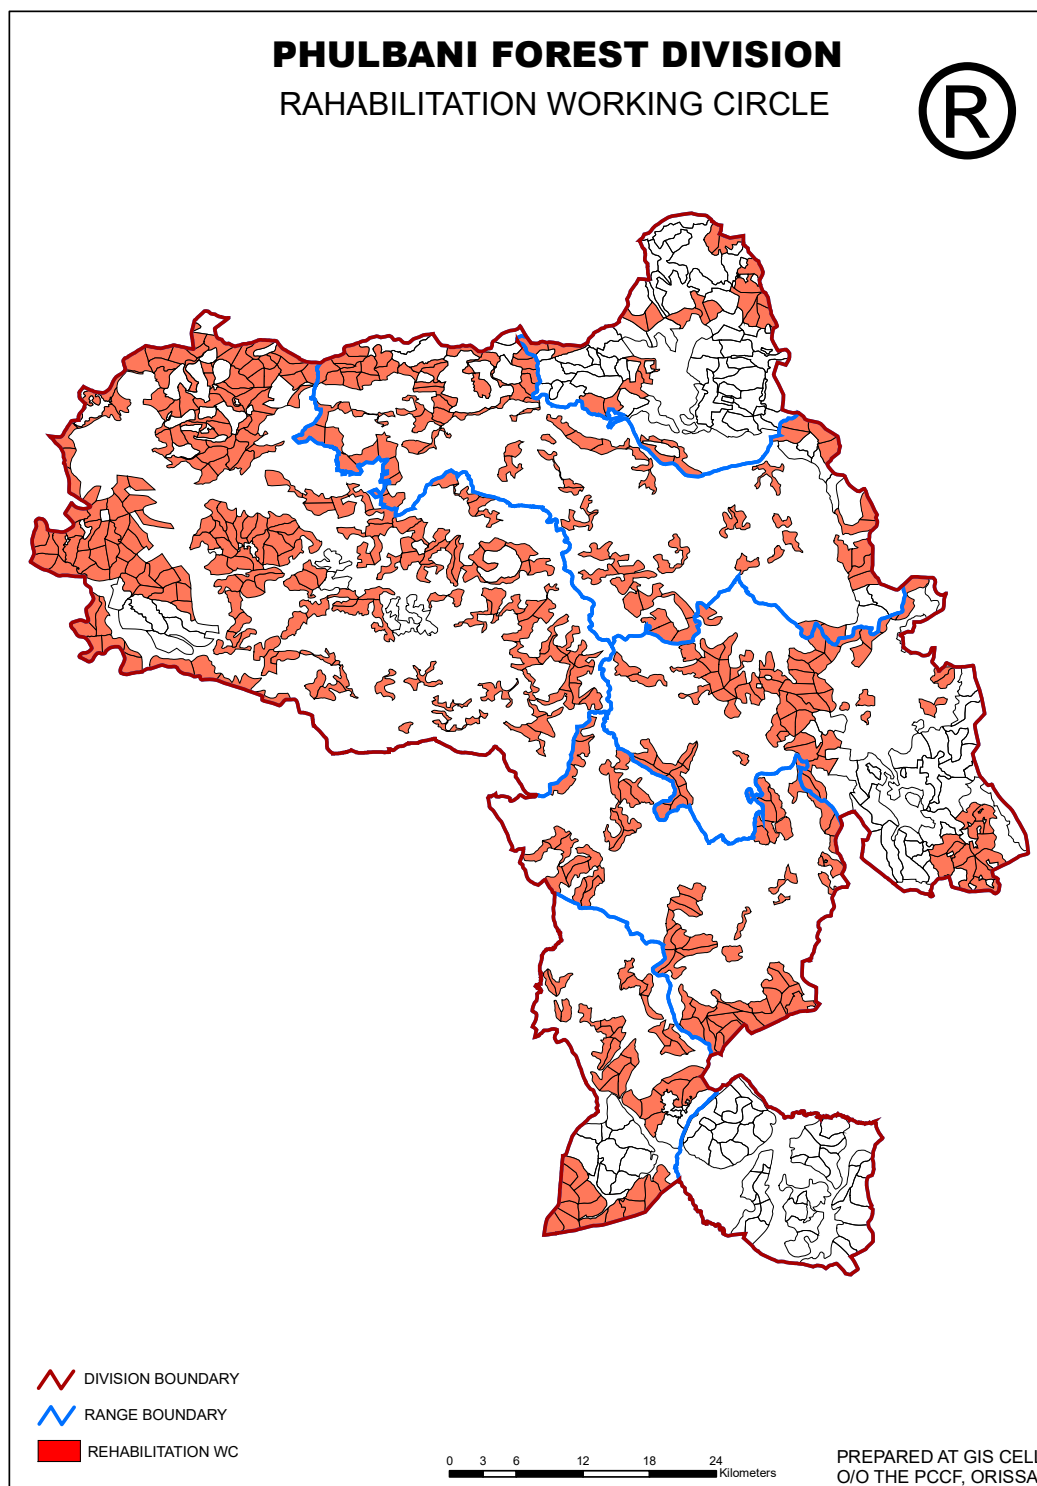 PHULBANI FOREST DIVISION
RAHABILITATION WORKING CIRCLE
R
DIVISION BOUNDARY
RANGE BOUNDARY
REHABILITATION WC
0 3 6 12 18 24
Kilometers
PREPARED AT GIS CELL
O/O THE PCCF, ORISSA